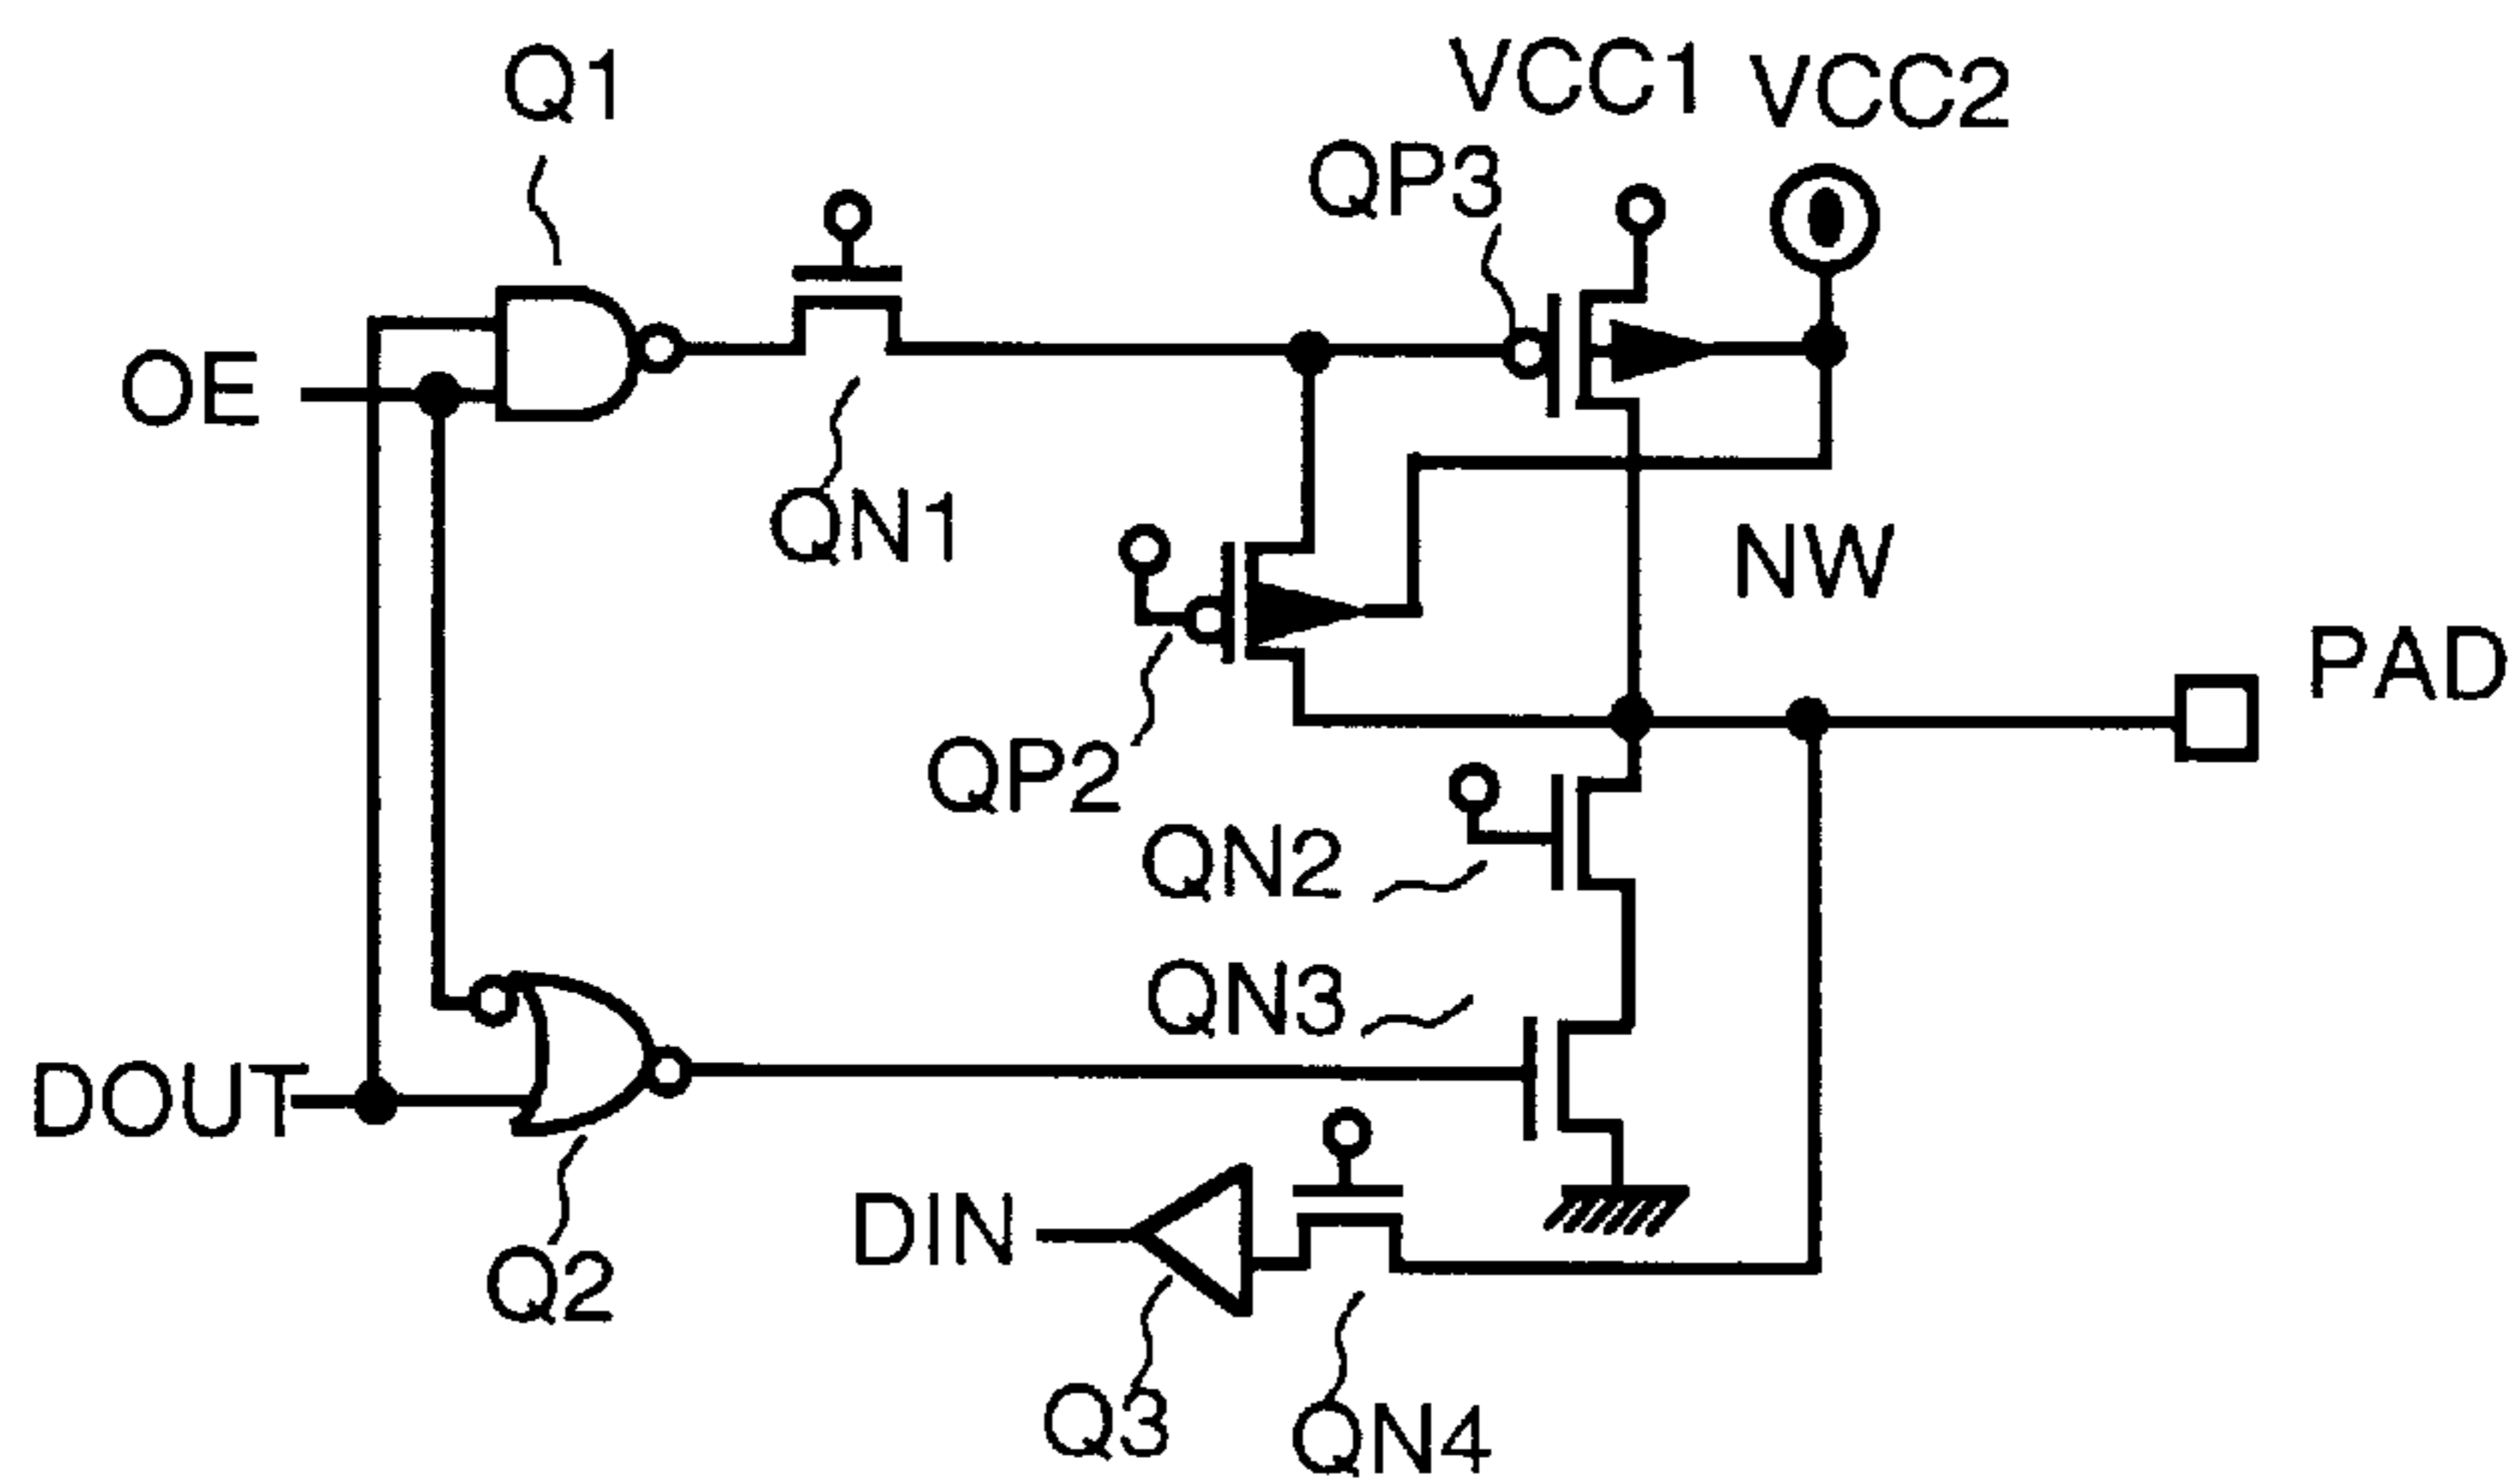 Q1
VCC1
VCC2
QP3
OE
QN1
NW
PAD
QP2
QN2
QN3
DOUT
DIN
Q2
Q3
QN4